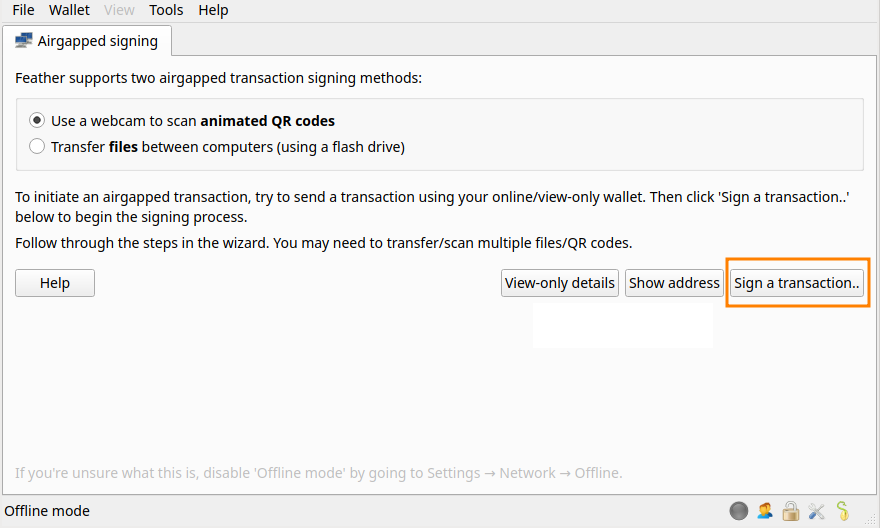 File Wallet View Tools Help
Airgapped signing
Feather supports two airgapped transaction signing methods:
Use a webcam to scan animated QR codes
Transfer files between computers (using a flash drive)
To initiate an airgapped transaction, try to send a transaction using your online/view-only wallet. Then click 'Sign a transaction..'
below to begin the signing process.
Follow through the steps in the wizard. You may need to transfer/scan multiple files/QR codes.
Help View-only details Show address Sign a transaction..
If you're unsure what this is, disable 'Offline mode' by going to Settings → Network → Offline.
Offline mode